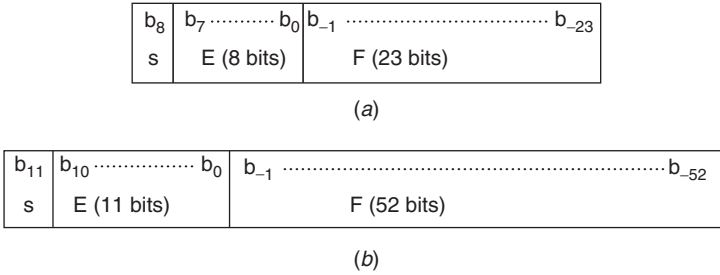 b₈ b₇ ........... b₀ b₋₁ ................................... b₋₂₃
s E (8 bits) F (23 bits)
(a)
b₁₁ b₁₀ ................. b₀ b₋₁ ................................................................. b₋₅₂
s E (11 bits) F (52 bits)
(b)